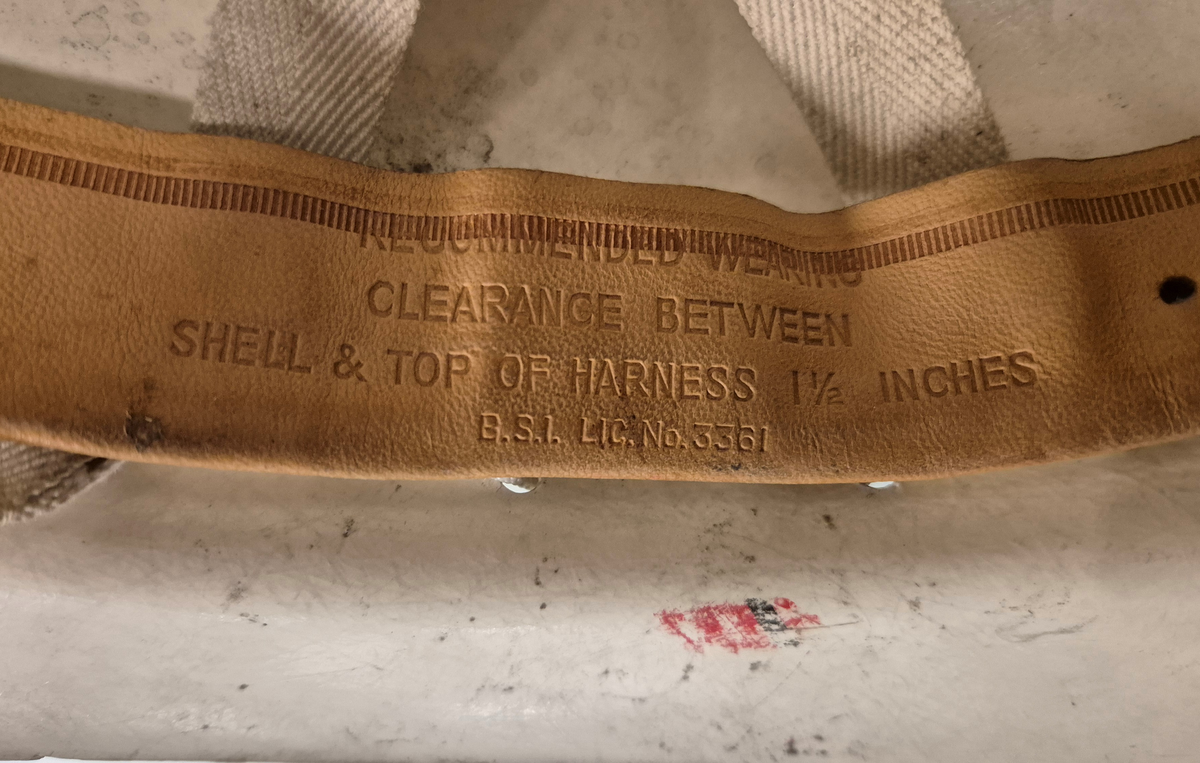 RECOMMENDED WEARING
CLEARANCE BETWEEN
SHELL & TOP OF HARNESS 1½ INCHES
B.S.I. LIC. No. 3361